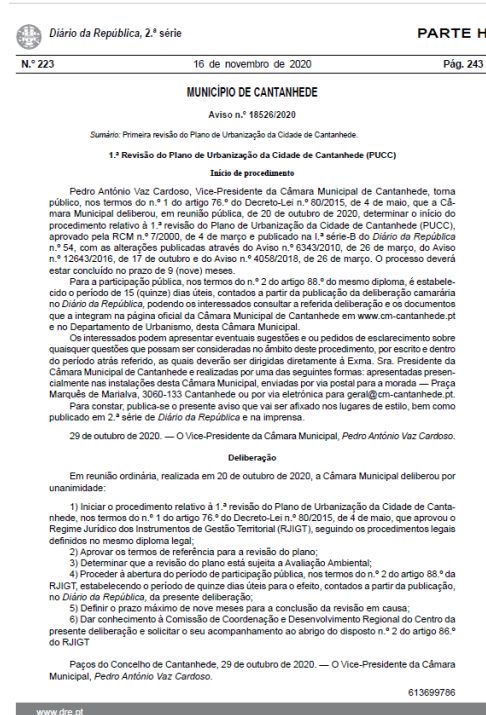 Diário da República, 2.ª série
PARTE H
N.º 223
16 de novembro de 2020
Pág. 243
MUNICÍPIO DE CANTANHEDE
Aviso n.º 18526/2020
Sumário: Primeira revisão do Plano de Urbanização da Cidade de Cantanhede.
1.ª Revisão do Plano de Urbanização da Cidade de Cantanhede (PUCC)
Início de procedimento
Pedro António Vaz Cardoso, Vice-Presidente da Câmara Municipal de Cantanhede, torna
público, nos termos do n.º 1 do artigo 76.º do Decreto-Lei n.º 80/2015, de 4 de maio, que a Câ-
mara Municipal deliberou, em reunião pública, de 20 de outubro de 2020, determinar o início do
procedimento relativo à 1.ª revisão do Plano de Urbanização da Cidade de Cantanhede (PUCC),
aprovado pela RCM n.º 7/2000, de 4 de março e publicado na I.ª série-B do Diário da República
n.º 54, com as alterações publicadas através do Aviso n.º 6343/2010, de 26 de março, do Aviso
n.º 12643/2016, de 17 de outubro e do Aviso n.º 4058/2018, de 26 de março. O processo deverá
estar concluído no prazo de 9 (nove) meses.
Para a participação pública, nos termos do n.º 2 do artigo 88.º do mesmo diploma, é estabele-
cido o período de 15 (quinze) dias úteis, contados a partir da publicação da deliberação camarária
no Diário da República, podendo os interessados consultar a referida deliberação e os documentos
que a integram na página oficial da Câmara Municipal de Cantanhede em www.cm-cantanhede.pt
e no Departamento de Urbanismo, desta Câmara Municipal.
Os interessados podem apresentar eventuais sugestões e ou pedidos de esclarecimento sobre
quaisquer questões que possam ser consideradas no âmbito deste procedimento, por escrito e dentro
do período atrás referido, as quais deverão ser dirigidas diretamente à Exma. Sra. Presidente da
Câmara Municipal de Cantanhede e realizadas por uma das seguintes formas: apresentadas presen-
cialmente nas instalações desta Câmara Municipal, enviadas por via postal para a morada — Praça
Marquês de Marialva, 3060-133 Cantanhede ou por via eletrónica para geral@cm-cantanhede.pt.
Para constar, publica-se o presente aviso que vai ser afixado nos lugares de estilo, bem como
publicado em 2.ª série de Diário da República e na imprensa.
29 de outubro de 2020. — O Vice-Presidente da Câmara Municipal, Pedro António Vaz Cardoso.
Deliberação
Em reunião ordinária, realizada em 20 de outubro de 2020, a Câmara Municipal deliberou por
unanimidade:
1) Iniciar o procedimento relativo à 1.ª revisão do Plano de Urbanização da Cidade de Canta-
nhede, nos termos do n.º 1 do artigo 76.º do Decreto-Lei n.º 80/2015, de 4 de maio, que aprovou o
Regime Jurídico dos Instrumentos de Gestão Territorial (RJIGT), seguindo os procedimentos legais
definidos no mesmo diploma legal;
2) Aprovar os termos de referência para a revisão do plano;
3) Determinar que a revisão do plano está sujeita a Avaliação Ambiental;
4) Proceder à abertura do período de participação pública, nos termos do n.º 2 do artigo 88.º da
RJIGT, estabelecendo o período de quinze dias úteis para o efeito, contados a partir da publicação,
no Diário da República, da presente deliberação;
5) Definir o prazo máximo de nove meses para a conclusão da revisão em causa;
6) Dar conhecimento à Comissão de Coordenação e Desenvolvimento Regional do Centro da
presente deliberação e solicitar o seu acompanhamento ao abrigo do disposto n.º 2 do artigo 86.º
do RJIGT
Paços do Concelho de Cantanhede, 29 de outubro de 2020. — O Vice-Presidente da Câmara
Municipal, Pedro António Vaz Cardoso.
613699786
www.dre.pt